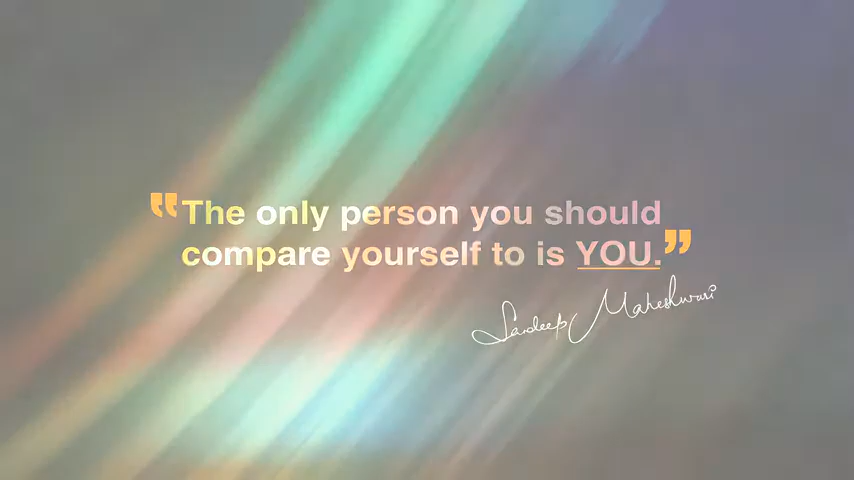 “The only person you should
compare yourself to is YOU.”
Sandeep Maheshwari